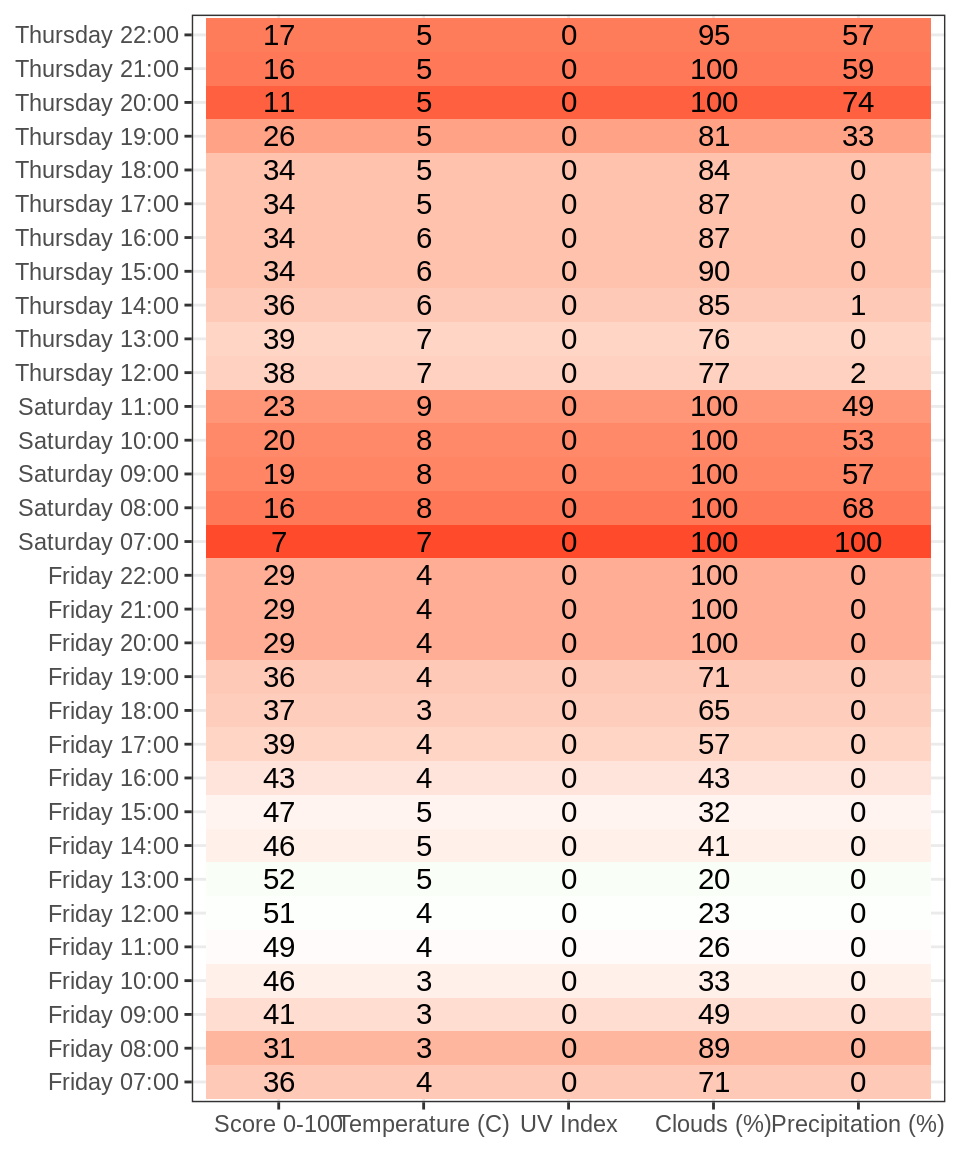 Thursday 22:00 17 5 0 95 57
Thursday 21:00 16 5 0 100 59
Thursday 20:00 11 5 0 100 74
Thursday 19:00 26 5 0 81 33
Thursday 18:00 34 5 0 84 0
Thursday 17:00 34 5 0 87 0
Thursday 16:00 34 6 0 87 0
Thursday 15:00 34 6 0 90 0
Thursday 14:00 36 6 0 85 1
Thursday 13:00 39 7 0 76 0
Thursday 12:00 38 7 0 77 2
Saturday 11:00 23 9 0 100 49
Saturday 10:00 20 8 0 100 53
Saturday 09:00 19 8 0 100 57
Saturday 08:00 16 8 0 100 68
Saturday 07:00 7 7 0 100 100
Friday 22:00 29 4 0 100 0
Friday 21:00 29 4 0 100 0
Friday 20:00 29 4 0 100 0
Friday 19:00 36 4 0 71 0
Friday 18:00 37 3 0 65 0
Friday 17:00 39 4 0 57 0
Friday 16:00 43 4 0 43 0
Friday 15:00 47 5 0 32 0
Friday 14:00 46 5 0 41 0
Friday 13:00 52 5 0 20 0
Friday 12:00 51 4 0 23 0
Friday 11:00 49 4 0 26 0
Friday 10:00 46 3 0 33 0
Friday 09:00 41 3 0 49 0
Friday 08:00 31 3 0 89 0
Friday 07:00 36 4 0 71 0
Score 0-100 Temperature (C) UV Index Clouds (%) Precipitation (%)